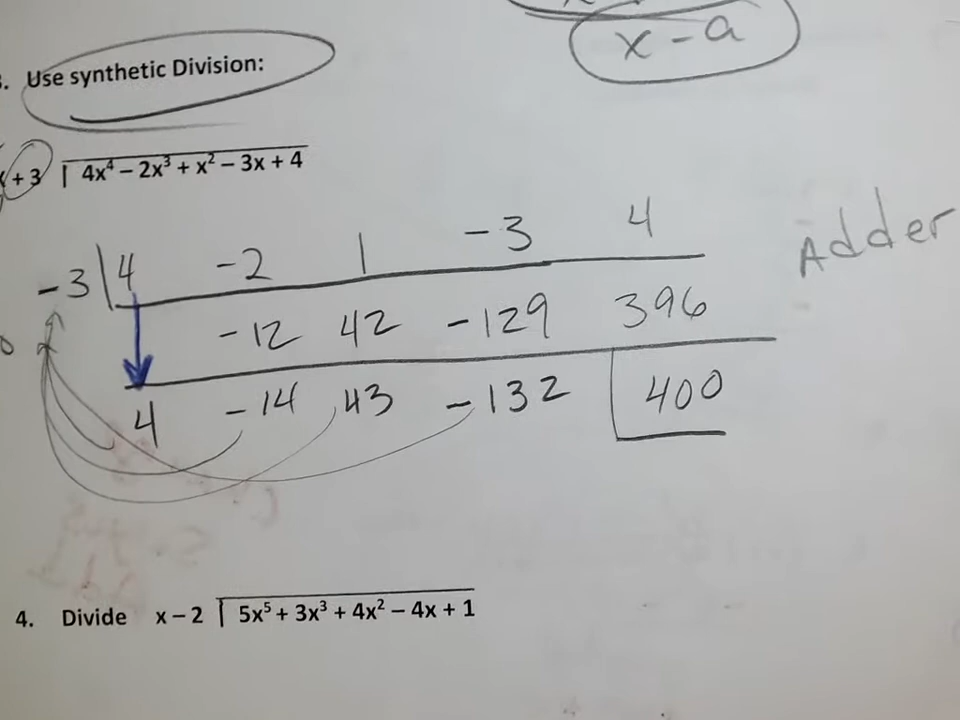 x - a
3. Use synthetic Division:
x + 3 | 4x⁴ – 2x³ + x² – 3x + 4
-3 | 4 -2 1 -3 4
Adder
-12 42 -129 396
4 -14 43 -132 400
4. Divide x – 2 | 5x⁵ + 3x³ + 4x² – 4x + 1